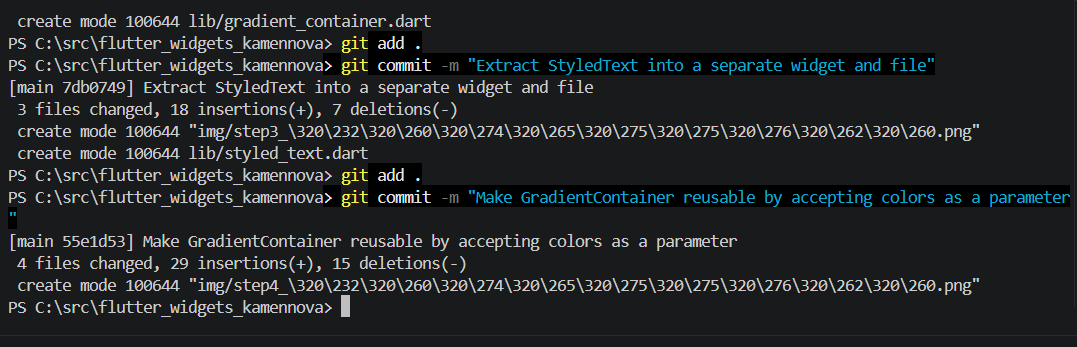 create mode 100644 lib/gradient_container.dart
PS C:\src\flutter_widgets_kamennova> git add .
PS C:\src\flutter_widgets_kamennova> git commit -m "Extract StyledText into a separate widget and file"
[main 7db0749] Extract StyledText into a separate widget and file
3 files changed, 18 insertions(+), 7 deletions(-)
create mode 100644 "img/step3_\320\232\320\260\320\274\320\265\320\275\320\275\320\276\320\262\320\260.png"
create mode 100644 lib/styled_text.dart
PS C:\src\flutter_widgets_kamennova> git add .
PS C:\src\flutter_widgets_kamennova> git commit -m "Make GradientContainer reusable by accepting colors as a parameter
"
[main 55e1d53] Make GradientContainer reusable by accepting colors as a parameter
4 files changed, 29 insertions(+), 15 deletions(-)
create mode 100644 "img/step4_\320\232\320\260\320\274\320\265\320\275\320\275\320\276\320\262\320\260.png"
PS C:\src\flutter_widgets_kamennova>